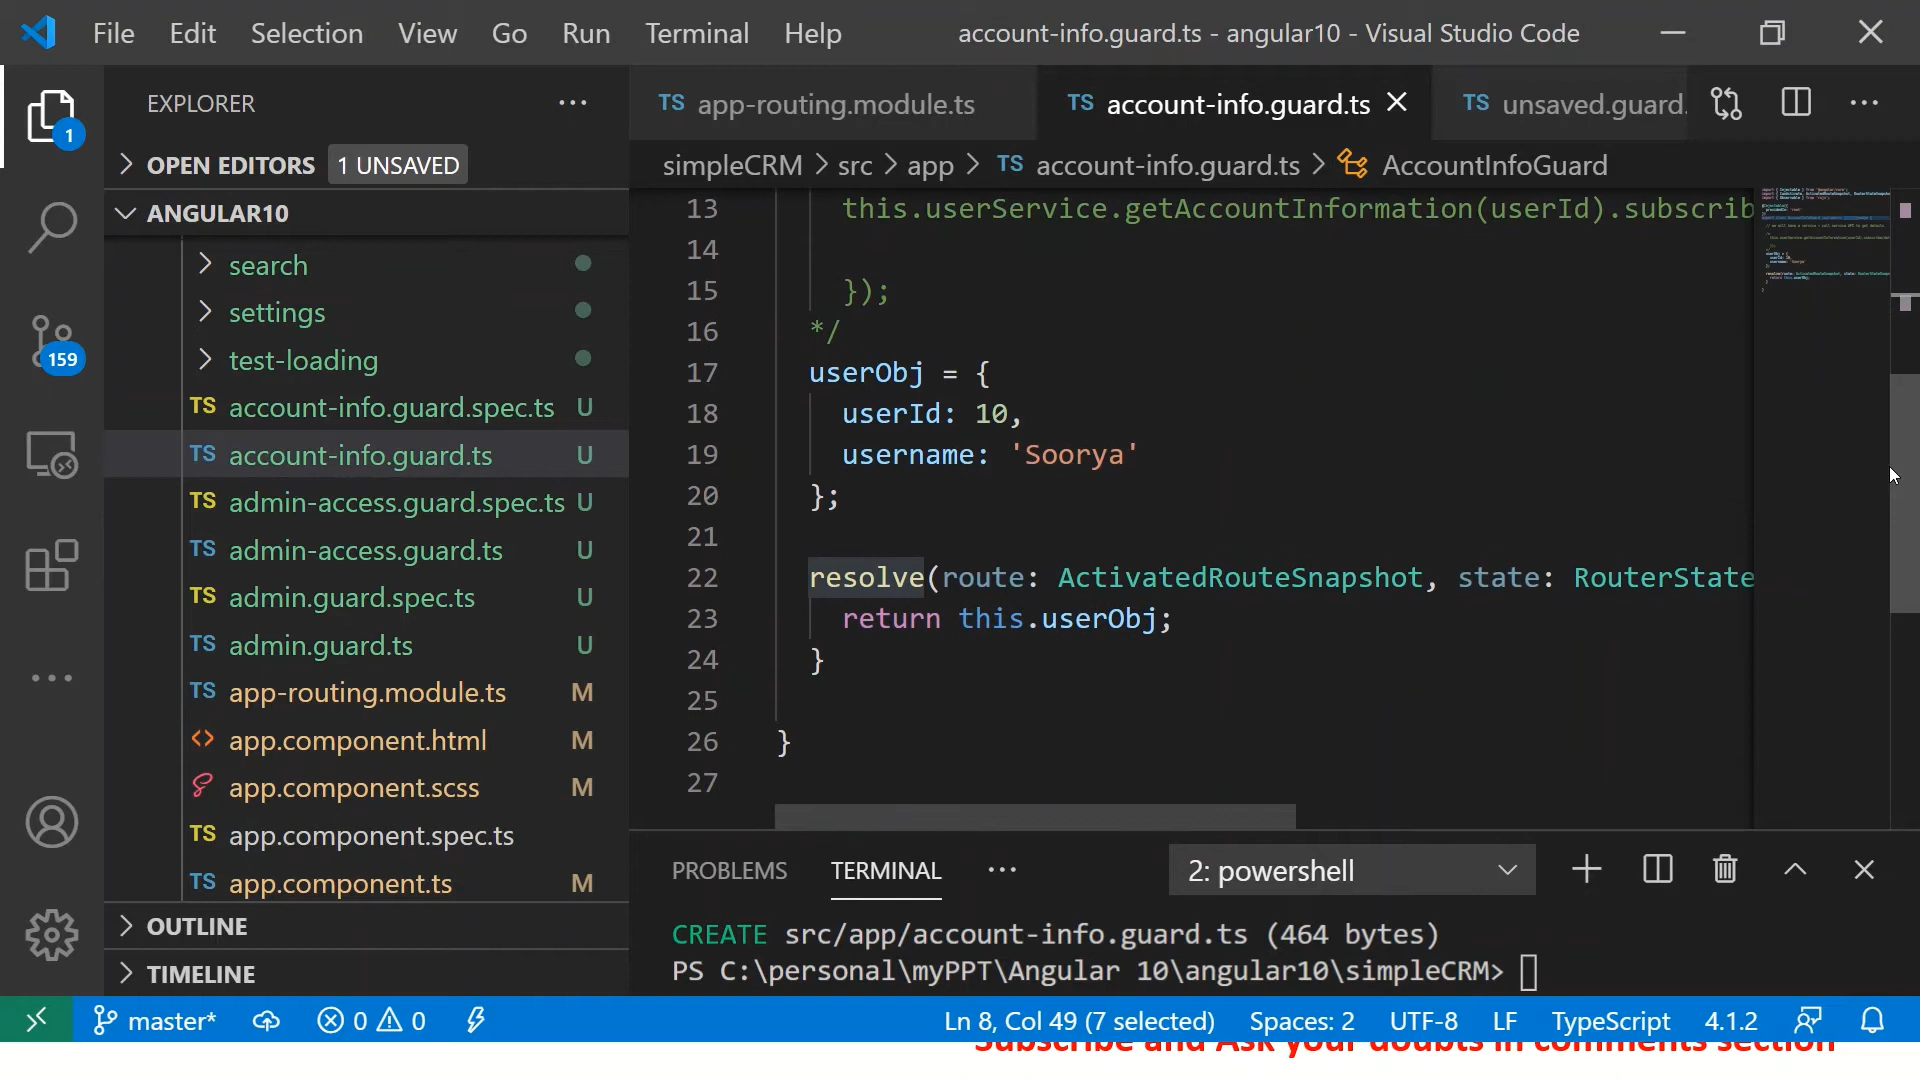 File Edit Selection View Go Run Terminal Help account-info.guard.ts - angular10 - Visual Studio Code
EXPLORER
TS app-routing.module.ts TS account-info.guard.ts TS unsaved.guard.
OPEN EDITORS 1 UNSAVED
simpleCRM > src > app > TS account-info.guard.ts > AccountInfoGuard
ANGULAR10
search
settings
test-loading
TS account-info.guard.spec.ts U
TS account-info.guard.ts U
TS admin-access.guard.spec.ts U
TS admin-access.guard.ts U
TS admin.guard.spec.ts U
TS admin.guard.ts U
TS app-routing.module.ts M
<> app.component.html M
app.component.scss M
TS app.component.spec.ts
TS app.component.ts M
OUTLINE
TIMELINE
1
159
13 this.userService.getAccountInformation(userId).subscrib
14
15 });
16 */
17 userObj = {
18 userId: 10,
19 username: 'Soorya'
20 };
21
22 resolve(route: ActivatedRouteSnapshot, state: RouterState
23 return this.userObj;
24 }
25
26 }
27
PROBLEMS TERMINAL 2: powershell
CREATE src/app/account-info.guard.ts (464 bytes)
PS C:\personal\myPPT\Angular 10\angular10\simpleCRM>
master* 0 0 Ln 8, Col 49 (7 selected) Spaces: 2 UTF-8 LF TypeScript 4.1.2
Subscribe and Ask your doubts in comments section